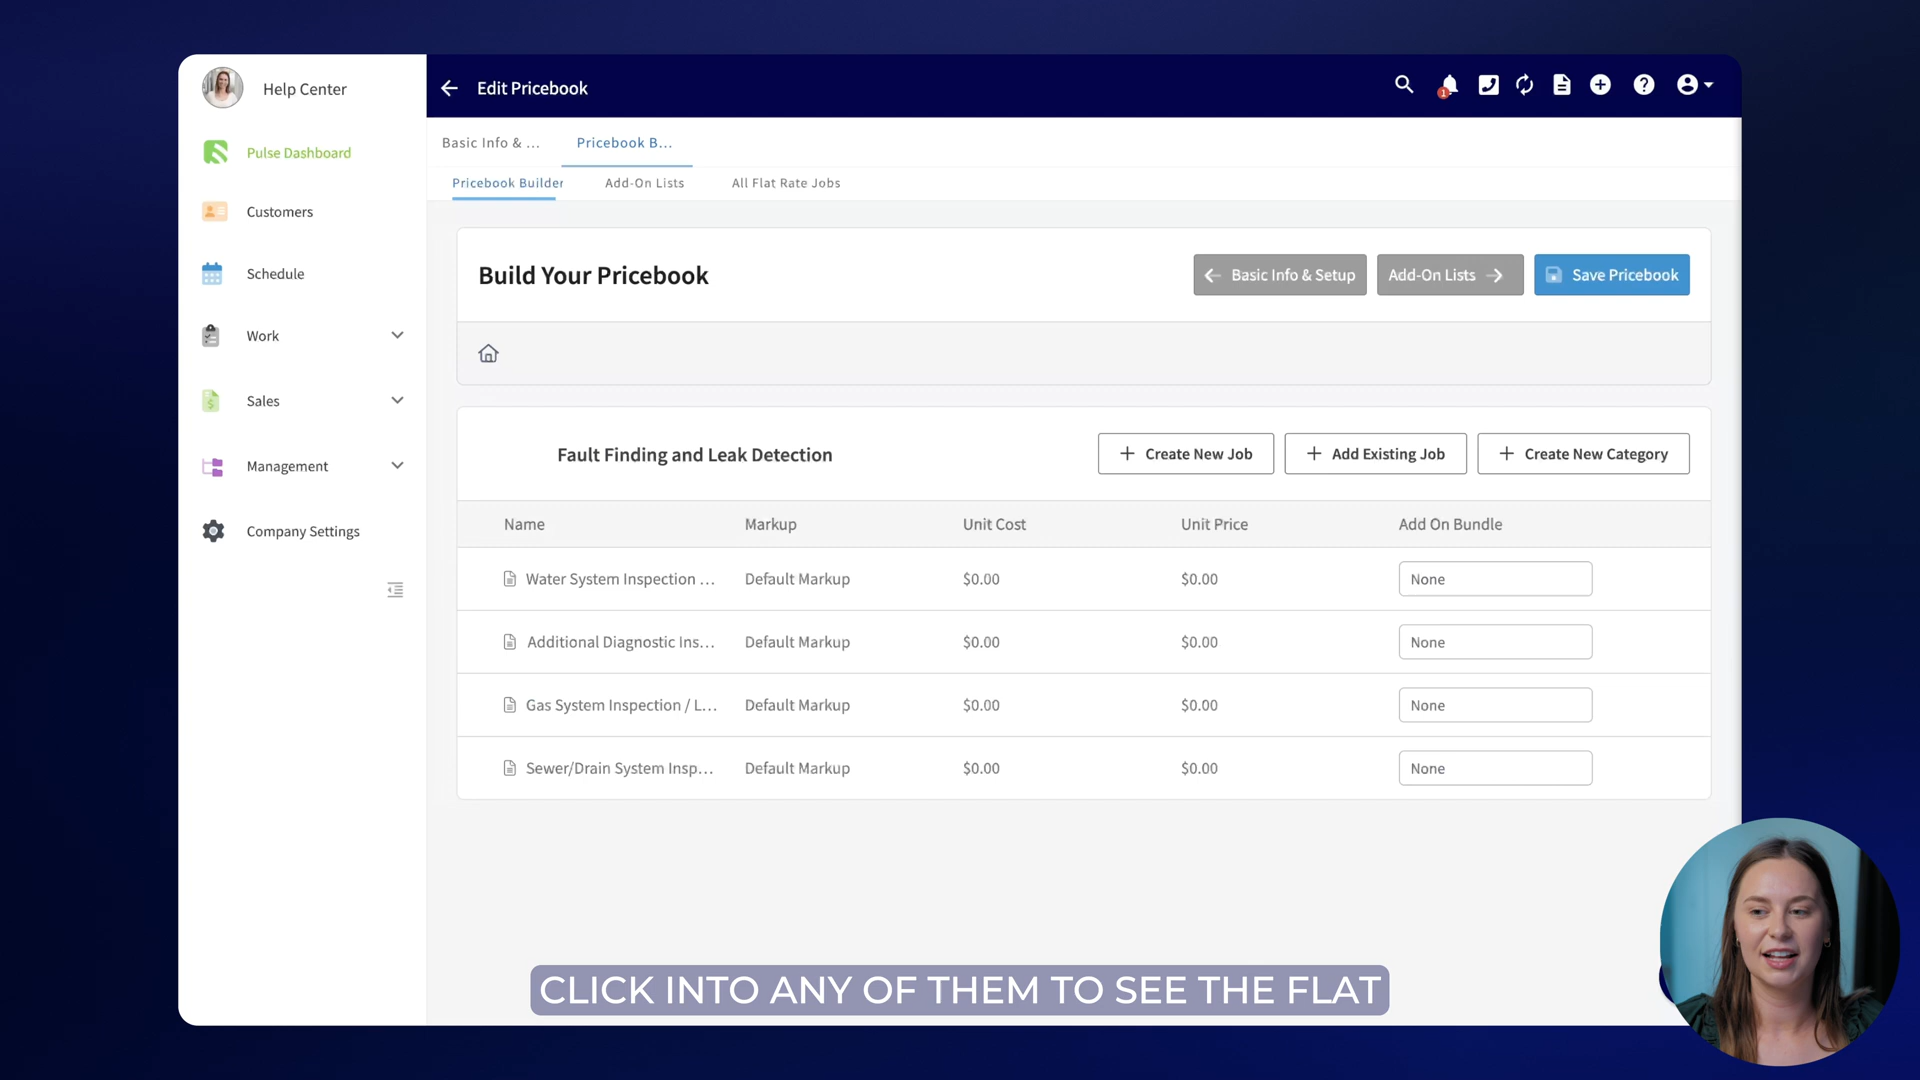 Help Center
Edit Pricebook
1
Pulse Dashboard
Customers
Schedule
Work
Sales
Management
Company Settings
Basic Info & ...
Pricebook B...
Pricebook Builder
Add-On Lists
All Flat Rate Jobs
Build Your Pricebook
Basic Info & Setup
Add-On Lists
Save Pricebook
Fault Finding and Leak Detection
Create New Job
Add Existing Job
Create New Category
Name Markup Unit Cost Unit Price Add On Bundle
Water System Inspection ... Default Markup $0.00 $0.00 None
Additional Diagnostic Ins... Default Markup $0.00 $0.00 None
Gas System Inspection / L... Default Markup $0.00 $0.00 None
Sewer/Drain System Insp... Default Markup $0.00 $0.00 None
CLICK INTO ANY OF THEM TO SEE THE FLAT